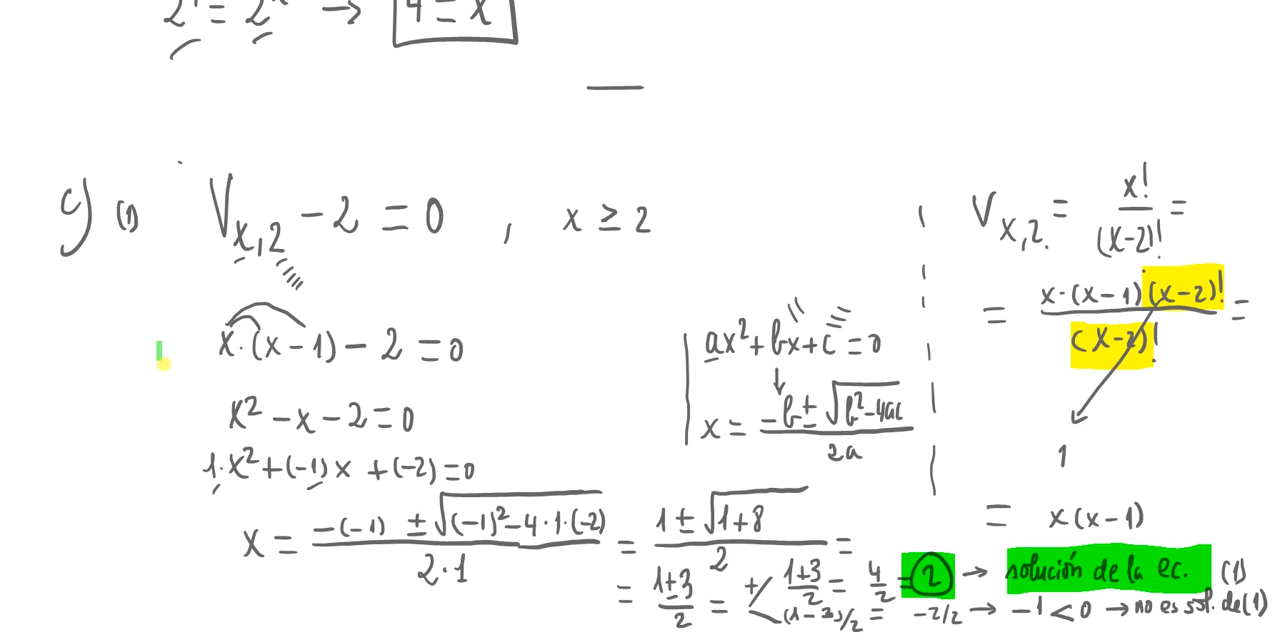 2⁴ = 2ˣ → 4 = x
g) (1) V_{x,2} - 2 = 0 , x ≥ 2
x·(x-1) - 2 = 0
x² - x - 2 = 0
1·x² + (-1)x + (-2) = 0
x = (-(-1) ± √((-1)² - 4·1·(-2))) / (2·1) = (1 ± √(1+8)) / 2 =
= (1±3)/2 = + (1+3)/2 = 4/2 = 2 → solución de la ec. (1)
- (1-3)/2 = -2/2 → -1 < 0 → no es sol. de (1)
ax² + bx + c = 0
↓
x = (-b ± √(b² - 4ac)) / 2a
V_{x,2} = x! / (x-2)! =
= x·(x-1)(x-2)! / (x-2)! =
1
= x(x-1)